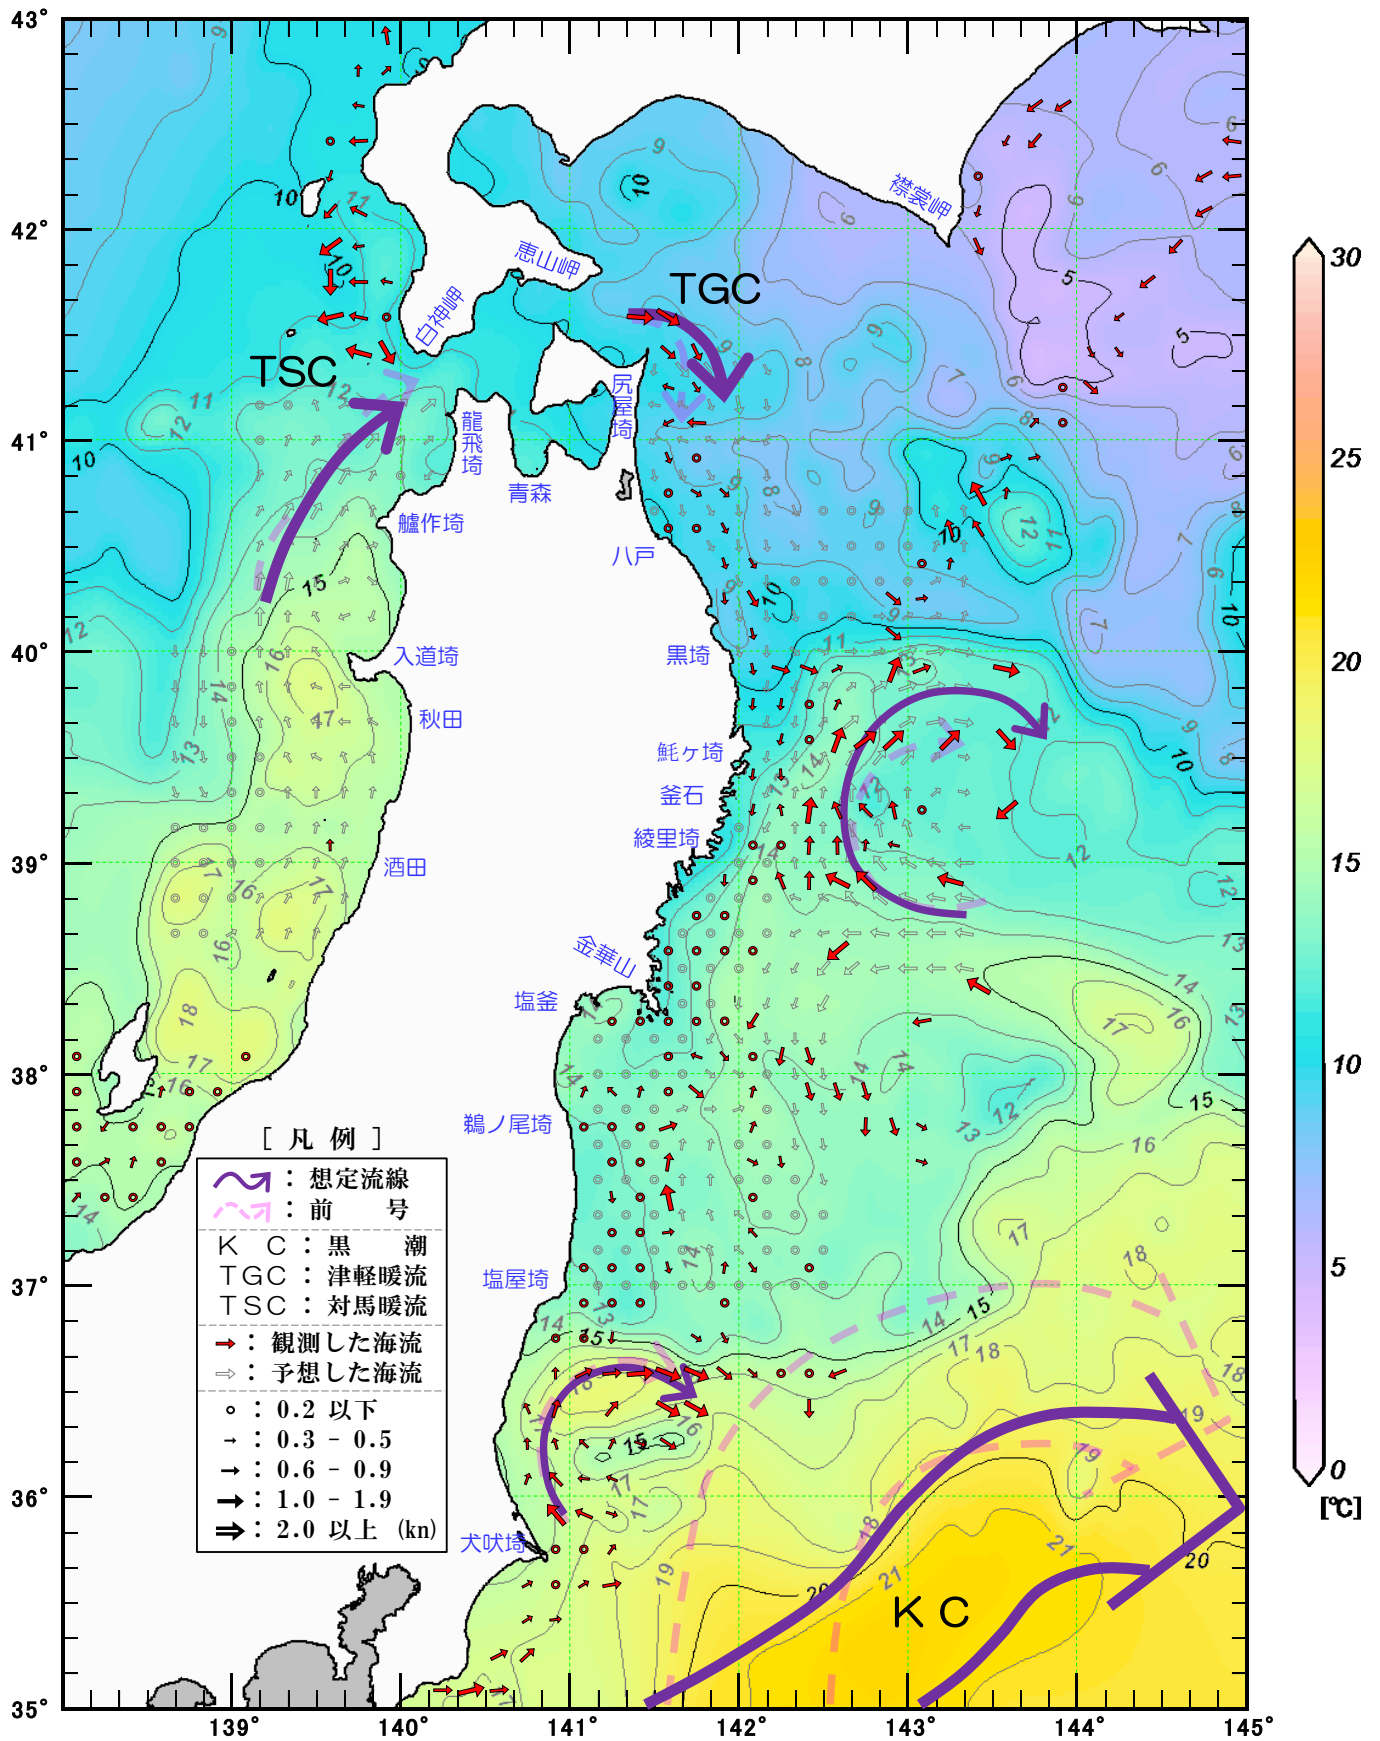 43°
42°
41°
40°
39°
38°
37°
36°
35°
139°
140°
141°
142°
143°
144°
145°
TGC
TSC
K C
襟裳岬
恵山岬
白神岬
龍飛埼
尻屋埼
青森
艫作埼
八戸
入道埼
黒埼
秋田
魹ヶ埼
釜石
綾里埼
酒田
金華山
塩釜
鵜ノ尾埼
塩屋埼
犬吠埼
[ 凡 例 ]
: 想定流線
: 前 号
K C : 黒 潮
TGC : 津軽暖流
TSC : 対馬暖流
: 観測した海流
: 予想した海流
: 0.2 以下
: 0.3 - 0.5
: 0.6 - 0.9
: 1.0 - 1.9
: 2.0 以上 (kn)
30
25
20
15
10
5
0
[℃]